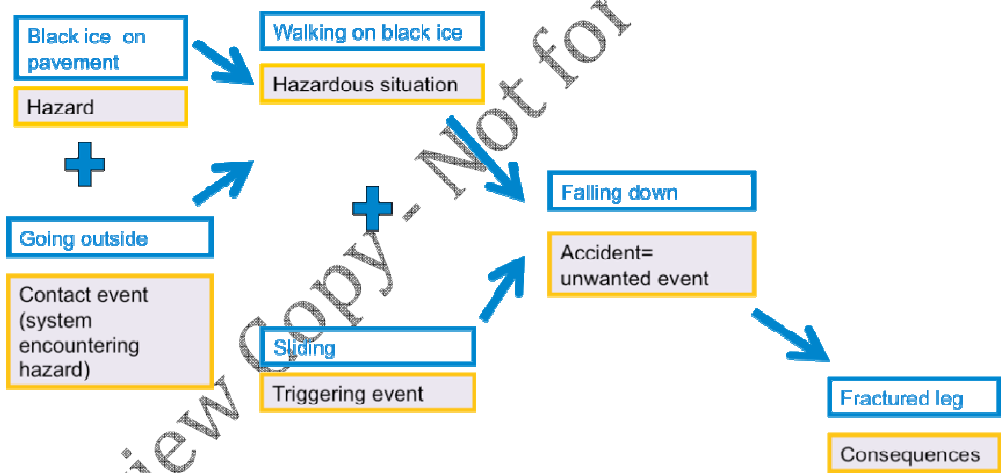 Black ice on
pavement
Hazard
Going outside
Contact event
(system
encountering
hazard)
Walking on black ice
Hazardous situation
Sliding
Triggering event
Falling down
Accident=
unwanted event
Fractured leg
Consequences
view Copy - Not for